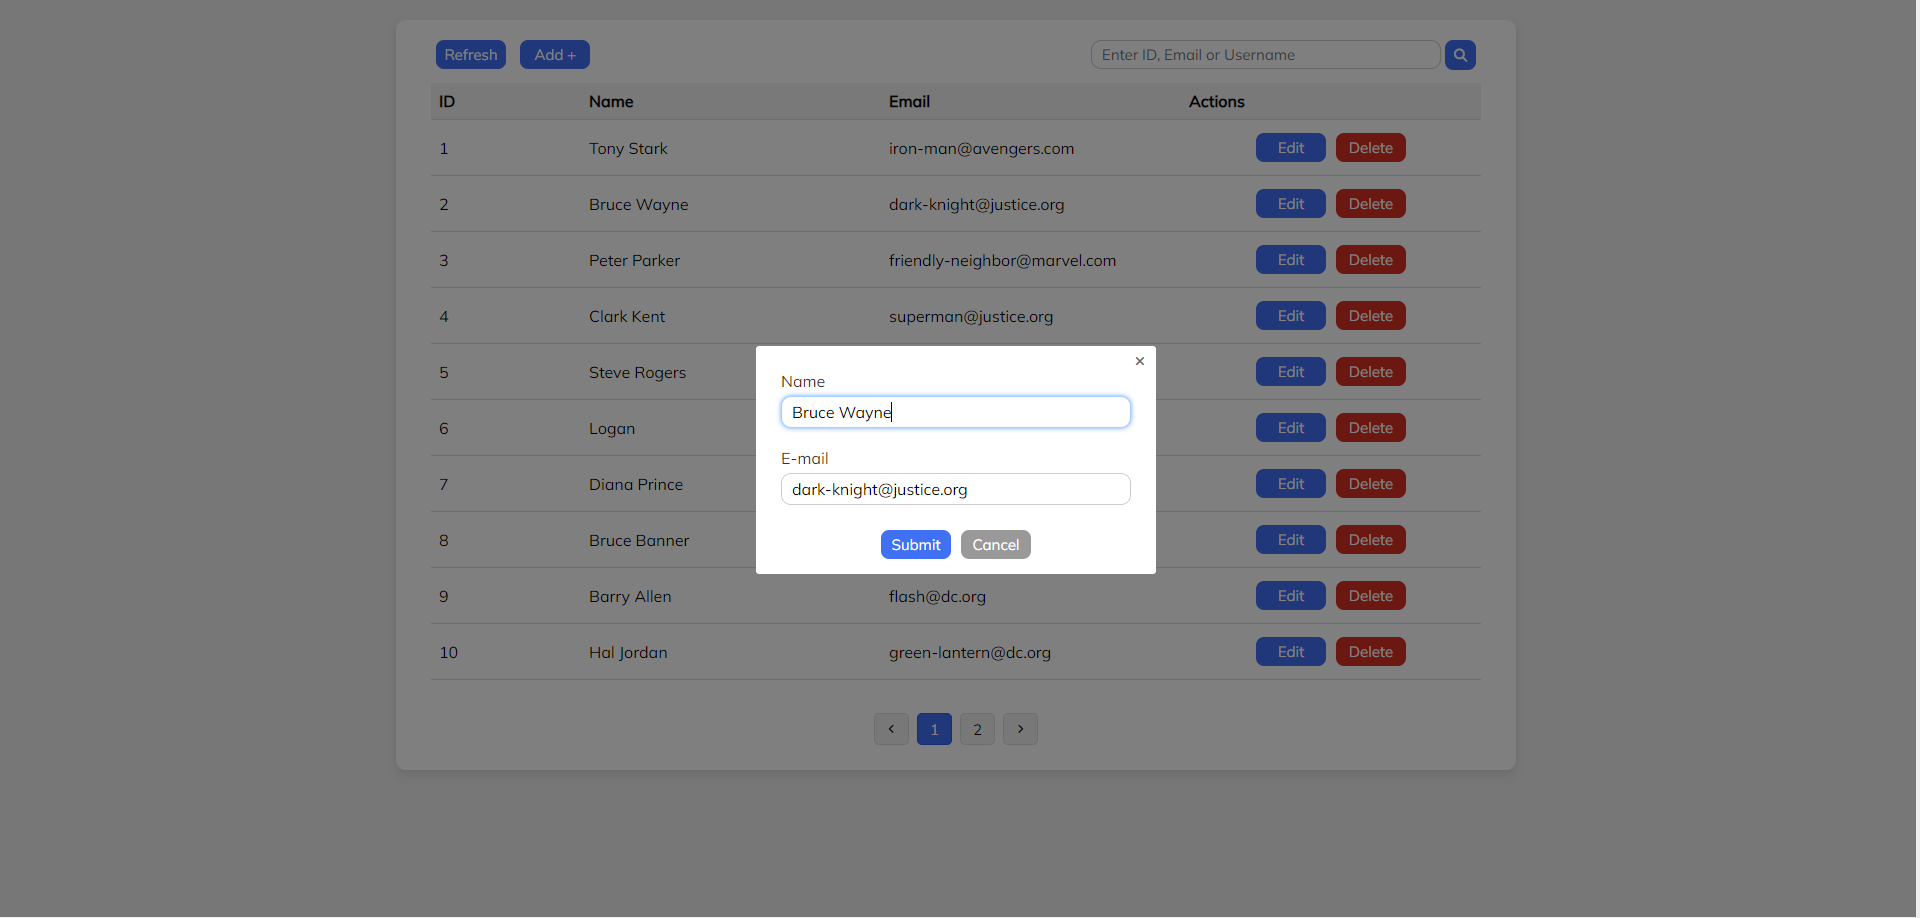 Refresh Add + Enter ID, Email or Username
ID Name Email Actions
1 Tony Stark iron-man@avengers.com Edit Delete
2 Bruce Wayne dark-knight@justice.org Edit Delete
3 Peter Parker friendly-neighbor@marvel.com Edit Delete
4 Clark Kent superman@justice.org Edit Delete
5 Steve Rogers Edit Delete
6 Logan Edit Delete
7 Diana Prince Edit Delete
8 Bruce Banner Edit Delete
9 Barry Allen flash@dc.org Edit Delete
10 Hal Jordan green-lantern@dc.org Edit Delete
Name
Bruce Wayne
E-mail
dark-knight@justice.org
Submit Cancel
1 2